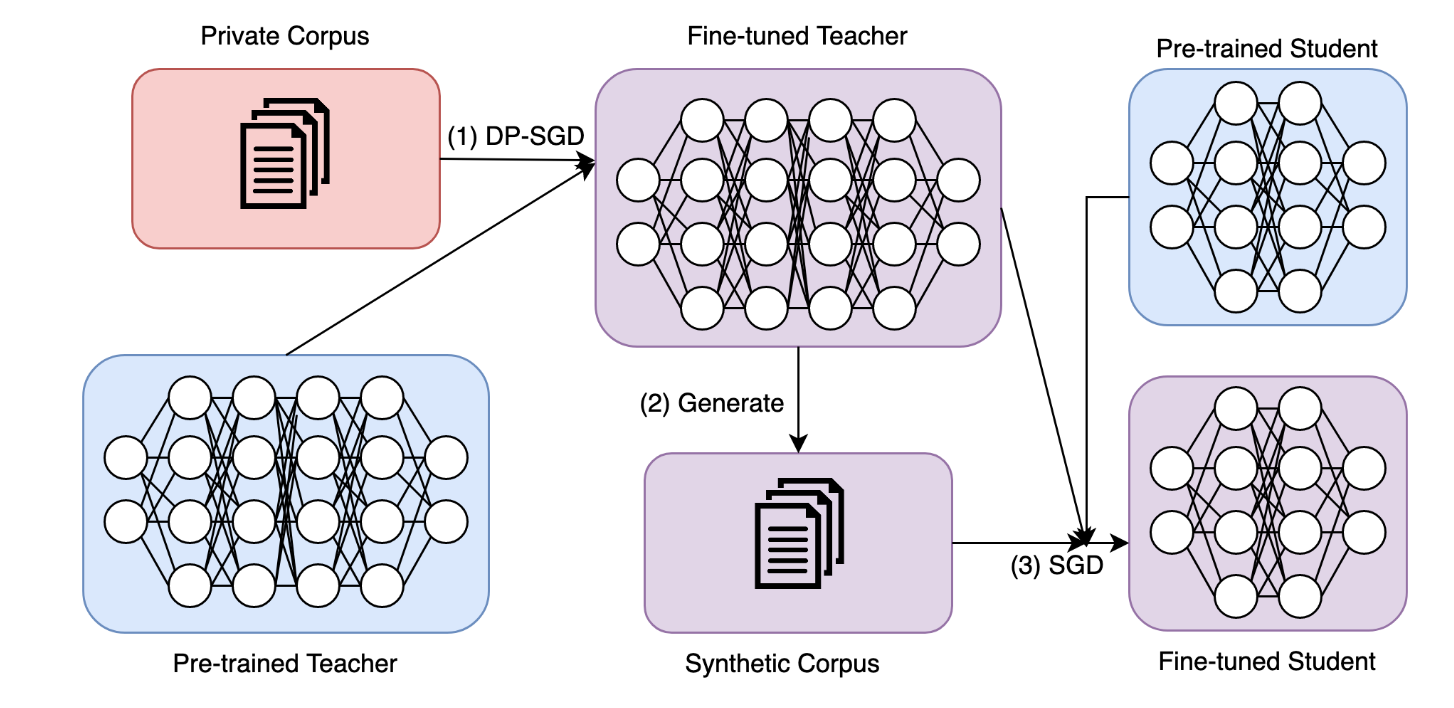 Private Corpus
Fine-tuned Teacher
Pre-trained Student
(1) DP-SGD
(2) Generate
(3) SGD
Pre-trained Teacher
Synthetic Corpus
Fine-tuned Student